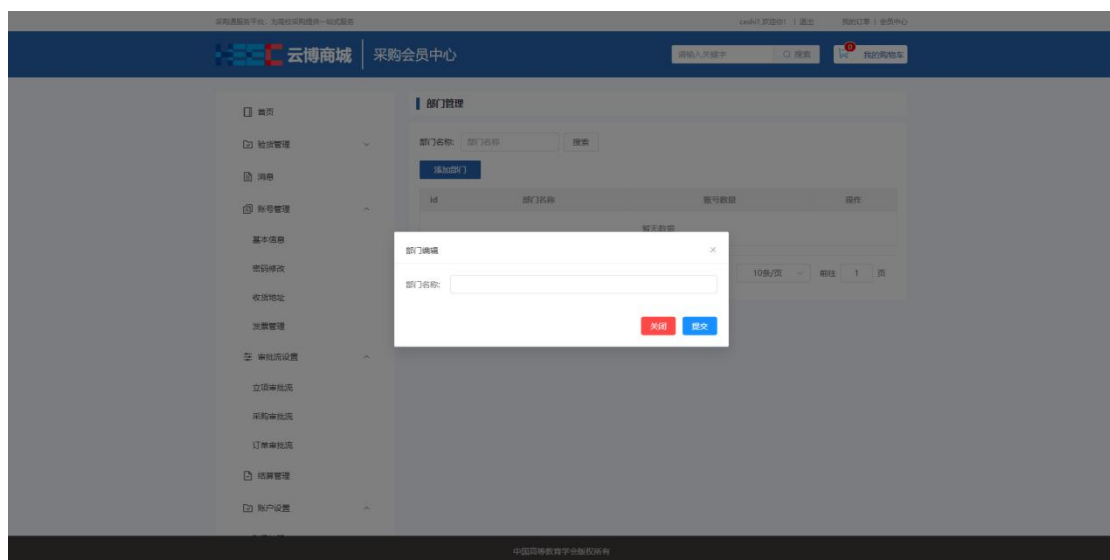 采购通服务平台，为高校采购提供一站式服务
ceshi1,欢迎你! | 退出 我的订单 | 会员中心
云博商城 采购会员中心
请输入关键字 搜索 0 我的购物车
部门管理
首页
验货管理
消息
账号管理
基本信息
密码修改
收货地址
发票管理
审批流设置
立项审批流
采购审批流
订单审批流
结算管理
账户设置
部门名称: 部门名称 搜索
添加部门
id 部门名称 账号数量 操作
暂无数据
10条/页 前往 1 页
部门编辑
部门名称:
关闭 提交
中国高等教育学会版权所有